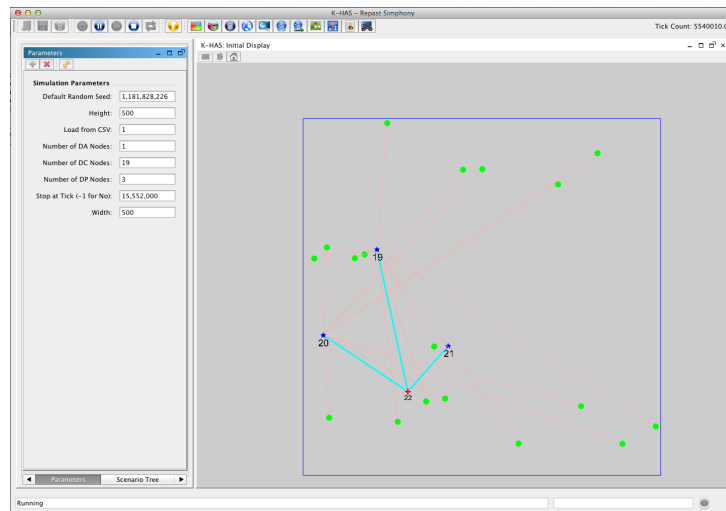 K-HAS - Repast Simphony
Tick Count: 5540010.0
Parameters
Simulation Parameters
Default Random Seed: 1,181,828,226
Height: 500
Load from CSV: 1
Number of DA Nodes: 1
Number of DC Nodes: 19
Number of DP Nodes: 3
Stop at Tick (-1 for No): 15,552,000
Width: 500
Parameters
Scenario Tree
K-HAS: Initial Display
19
20
21
22
Running